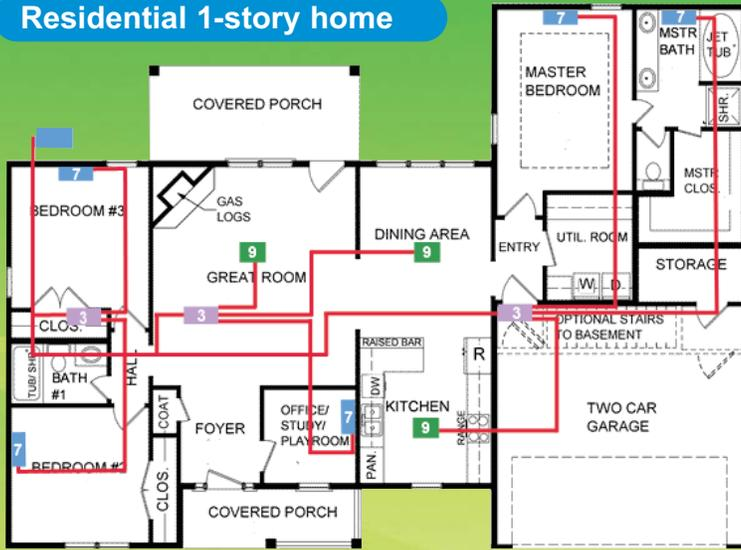 Residential 1-story home
7
7
MSTR
BATH
JET
TUB
MASTER
BEDROOM
SHR.
COVERED PORCH
7
GAS
LOGS
MSTR
CLOS.
BEDROOM #3
9
GREAT ROOM
DINING AREA
9
ENTRY
UTIL. ROOM
STORAGE
W.
D.
3
CLOS.
3
3
OPTIONAL STAIRS
TO BASEMENT
RAISED BAR
R
HALL
TUB/ SHR
BATH
#1
DW
COAT
OFFICE/
STUDY/
PLAYROOM
7
KITCHEN
9
RANGE
TWO CAR
GARAGE
FOYER
7
BEDROOM #2
CLOS.
PAN.
COVERED PORCH